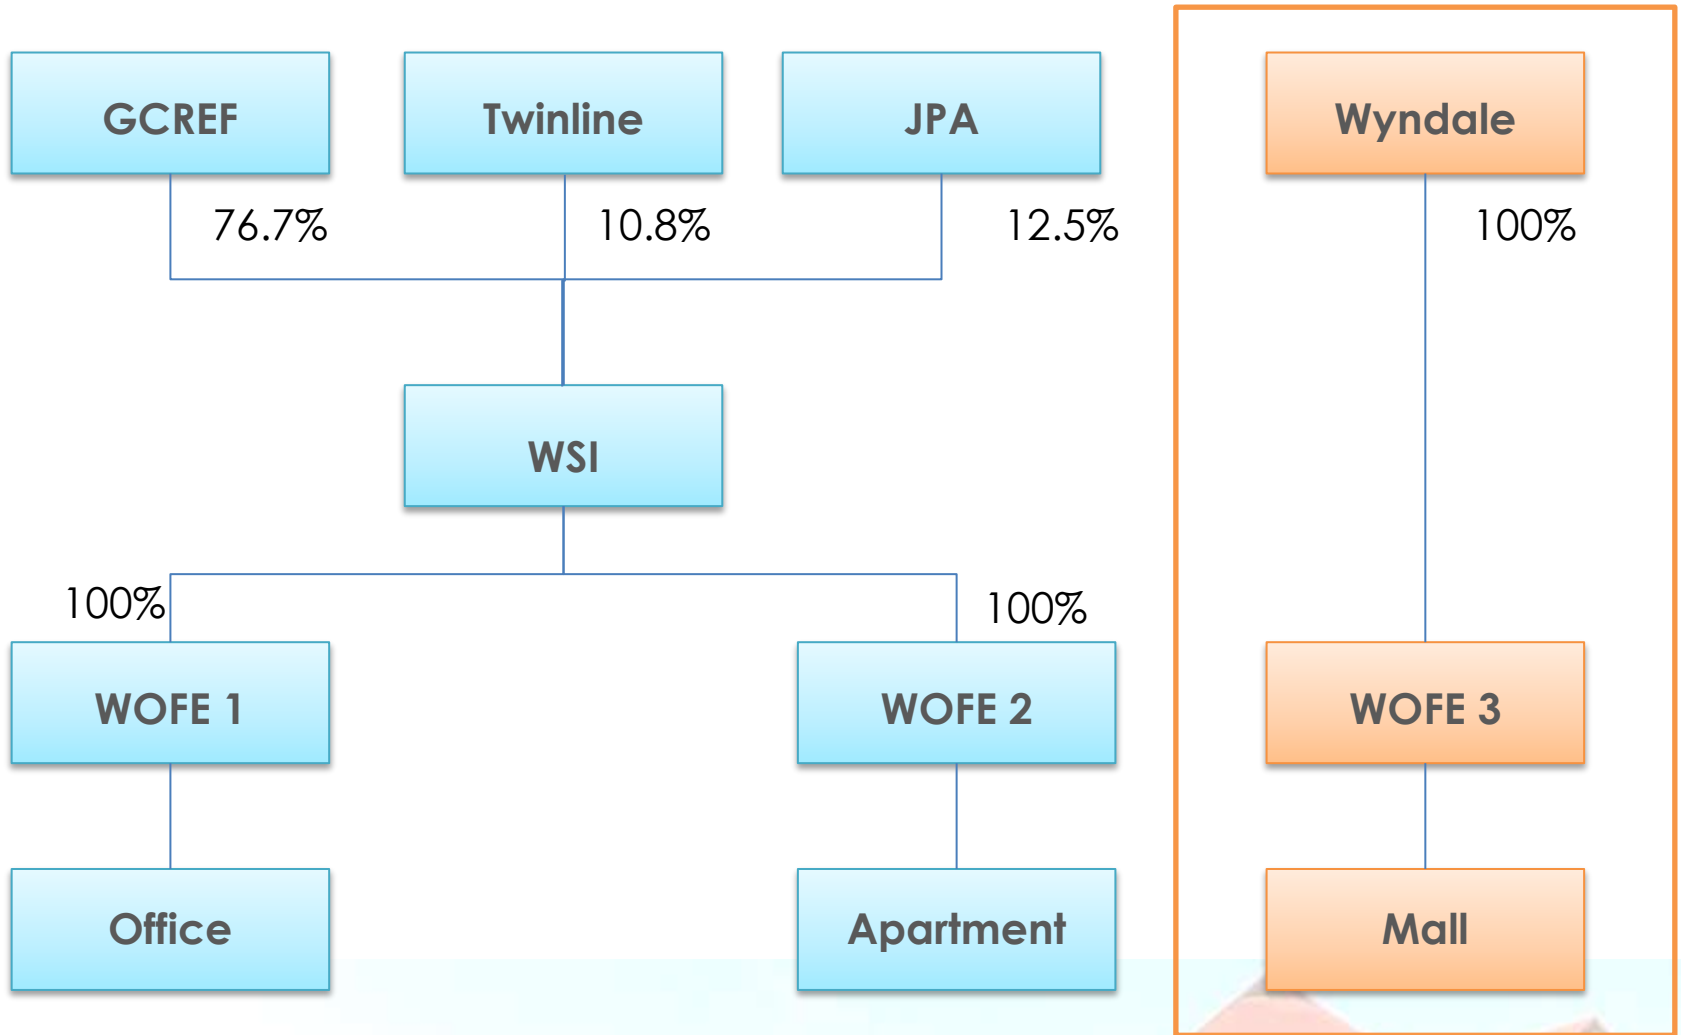 GCREF
Twinline
JPA
Wyndale
76.7%
10.8%
12.5%
100%
WSI
100%
100%
WOFE 1
WOFE 2
WOFE 3
Office
Apartment
Mall